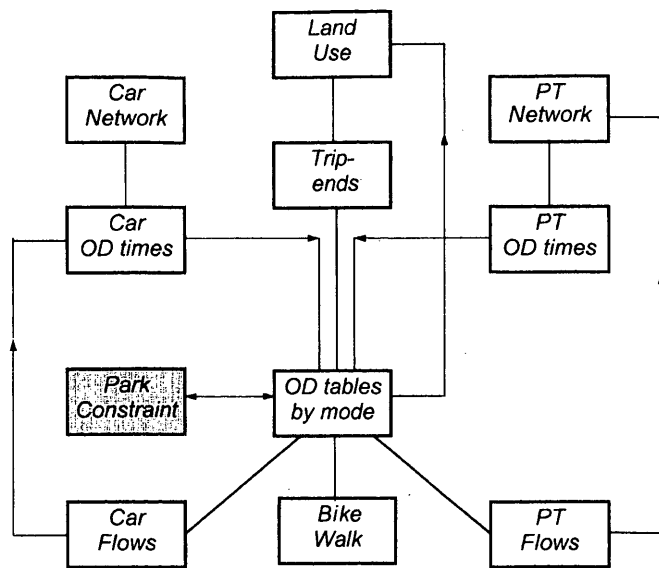 Land
Use
Car
Network
PT
Network
Trip-
ends
Car
OD times
PT
OD times
Park
Constraint
OD tables
by mode
Car
Flows
Bike
Walk
PT
Flows